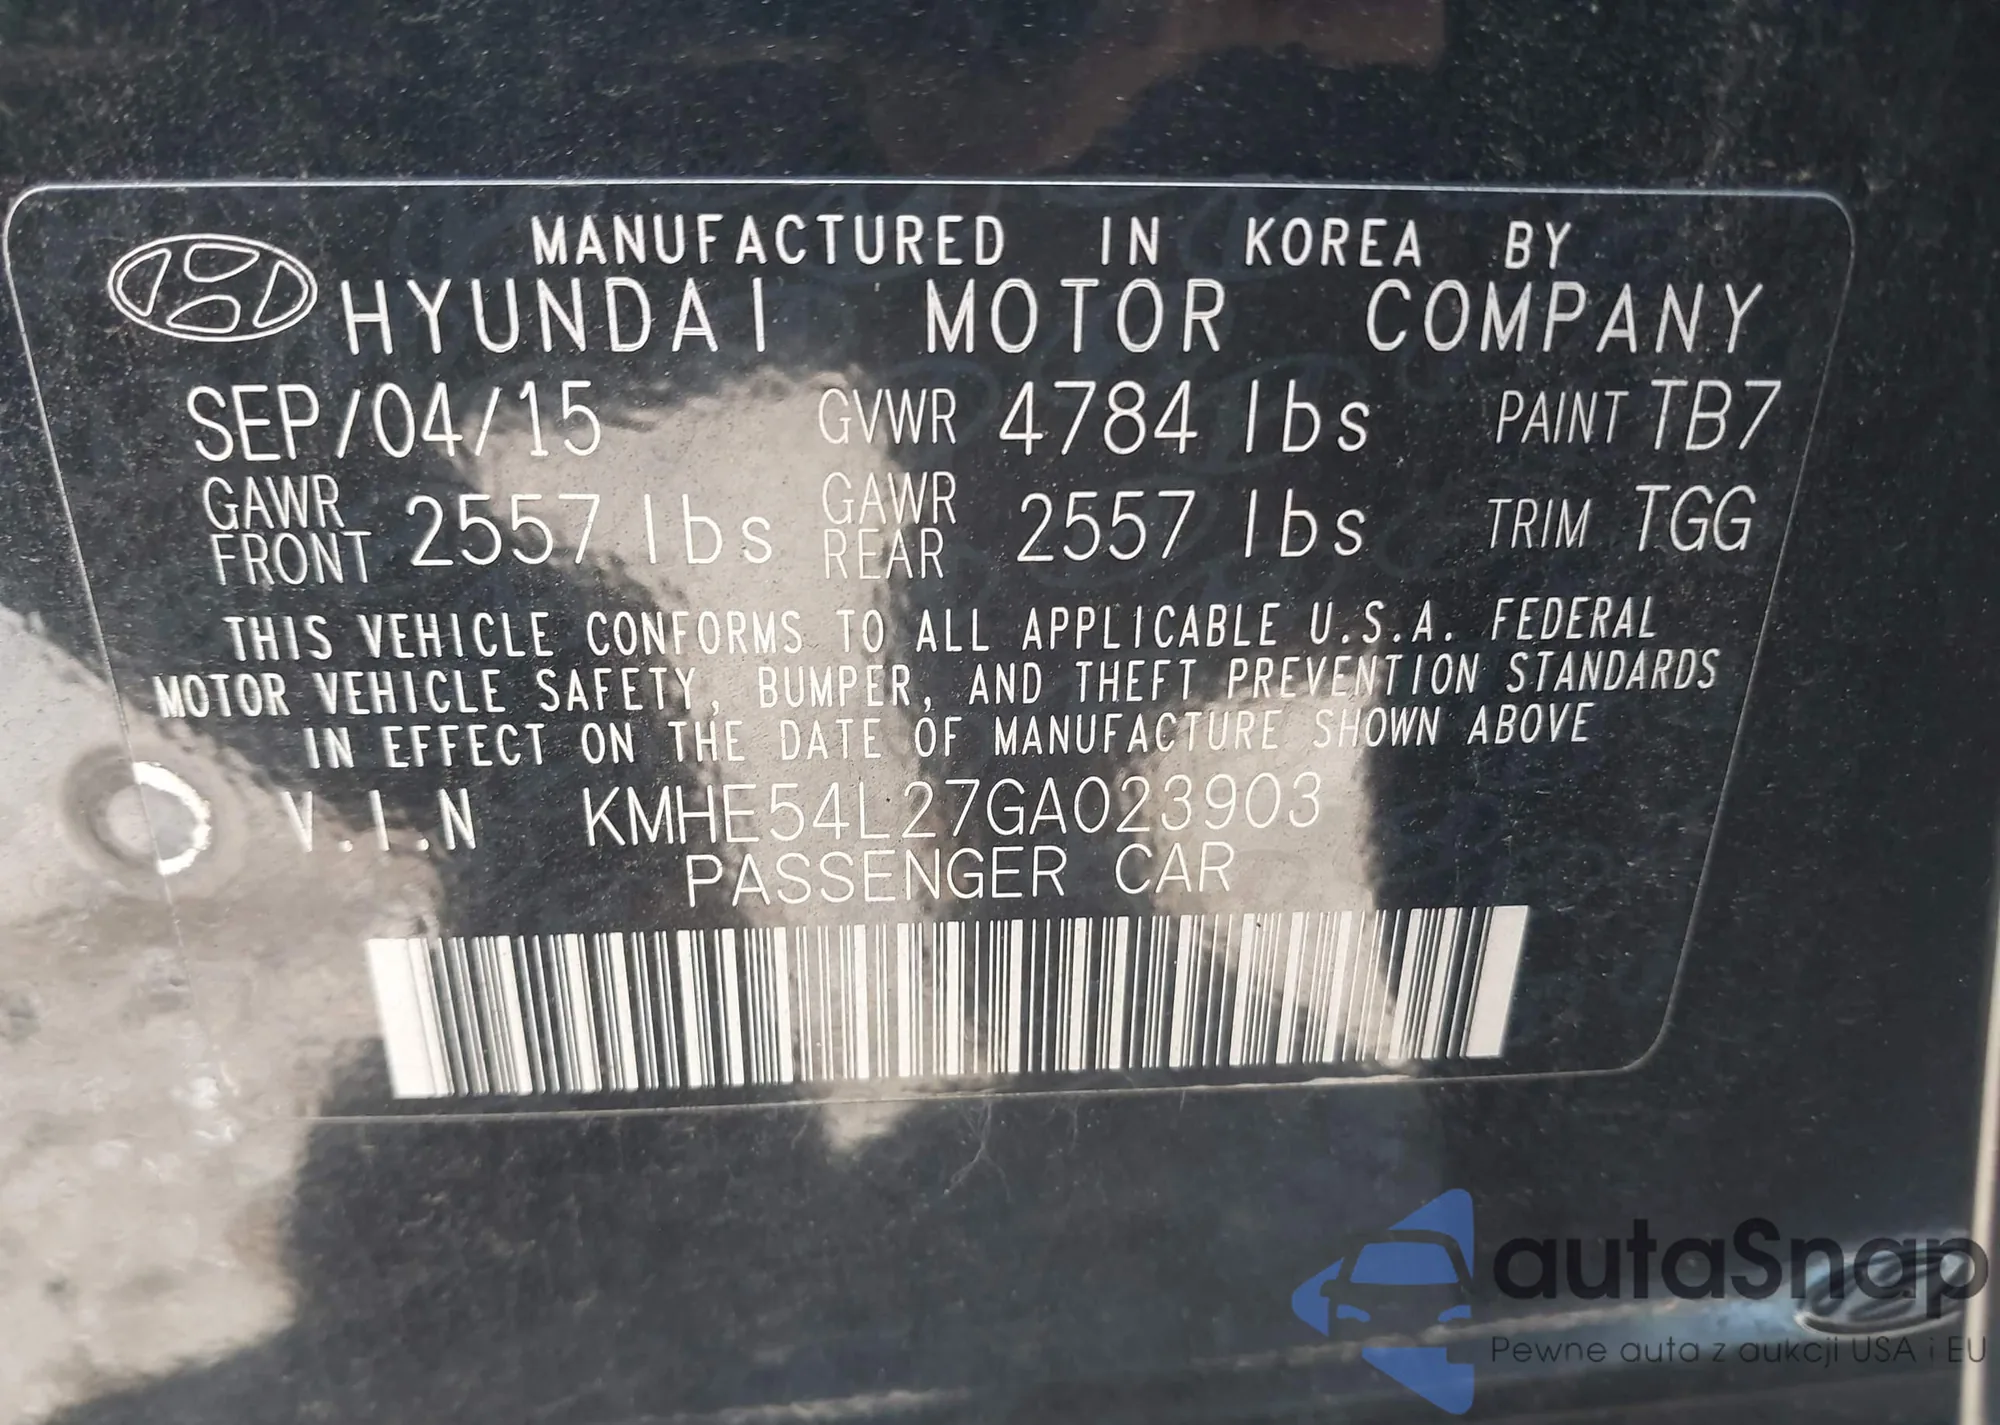 MANUFACTURED IN KOREA BY
HYUNDAI MOTOR COMPANY
SEP/04/15 GVWR 4784 lbs PAINT TB7
GAWR FRONT 2557 lbs GAWR REAR 2557 lbs TRIM TGG
THIS VEHICLE CONFORMS TO ALL APPLICABLE U.S.A. FEDERAL
MOTOR VEHICLE SAFETY, BUMPER, AND THEFT PREVENTION STANDARDS
IN EFFECT ON THE DATE OF MANUFACTURE SHOWN ABOVE
V.I.N KMHE54L27GA023903
PASSENGER CAR
autaSnap
Pewne auta z aukcji USA i EU